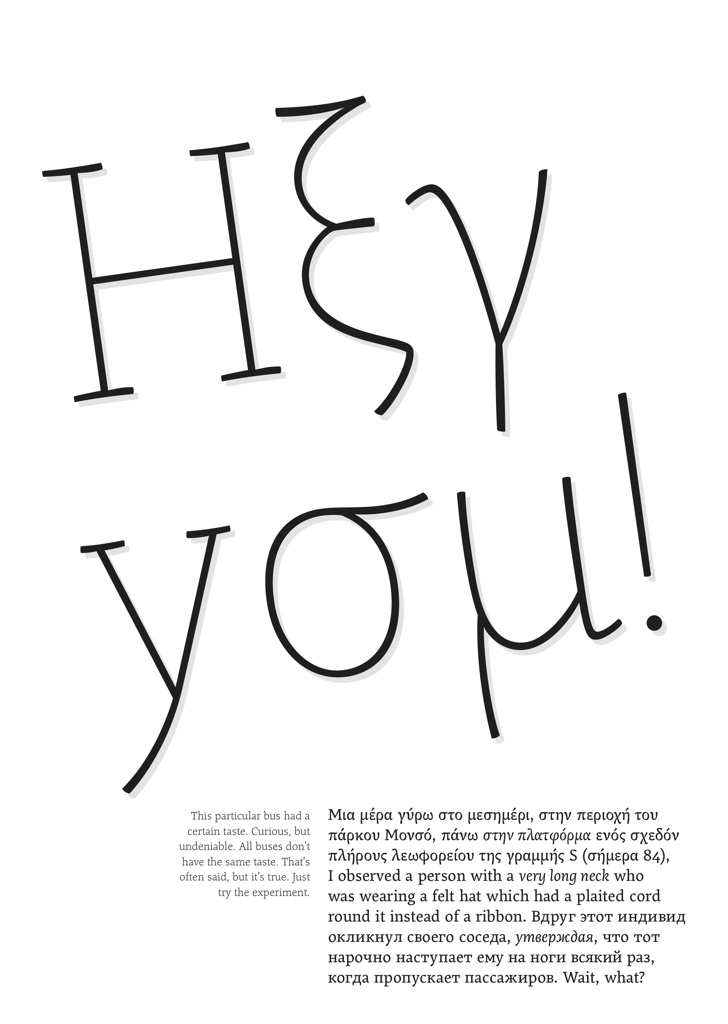 Ηξγ
yσμ!
This particular bus had a
certain taste. Curious, but
undeniable. All buses don’t
have the same taste. That’s
often said, but it’s true. Just
try the experiment.
Μια μέρα γύρω στο μεσημέρι, στην περιοχή του
πάρκου Μονσό, πάνω στην πλατφόρμα ενός σχεδόν
πλήρους λεωφορείου της γραμμής S (σήμερα 84),
I observed a person with a very long neck who
was wearing a felt hat which had a plaited cord
round it instead of a ribbon. Вдруг этот индивид
окликнул своего соседа, утверждая, что тот
нарочно наступает ему на ноги всякий раз,
когда пропускает пассажиров. Wait, what?